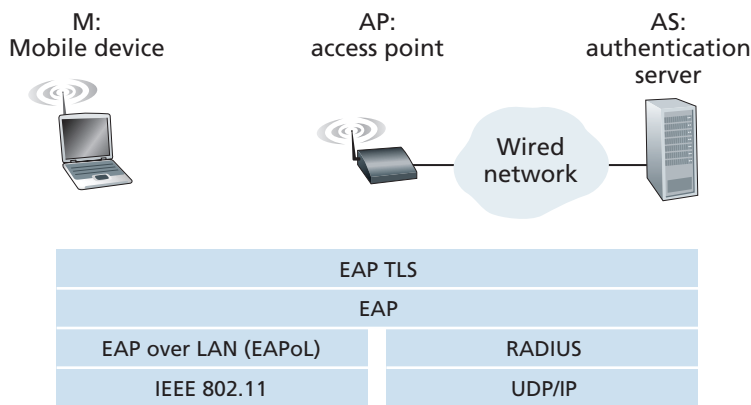 M:
Mobile device
AP:
access point
AS:
authentication
server
Wired
network
EAP TLS
EAP
EAP over LAN (EAPoL)
RADIUS
IEEE 802.11
UDP/IP